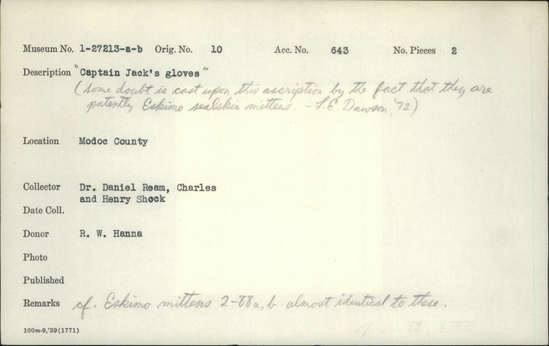 Museum No. 1-27213-a-b Orig. No. 10 Acc. No. 643 No. Pieces 2
Description "Captain Jack's gloves"
(some doubt is cast upon this ascription by the fact that they are
patently Eskimo sealskin mittens. - L.E. Dawson, '72)
Location Modoc County
Collector Dr. Daniel Ream, Charles
and Henry Shock
Date Coll.
Donor R. W. Hanna
Photo
Published
Remarks cf. Eskimo mittens 2-88a,b almost identical to these.
100m-9,'39(1771)